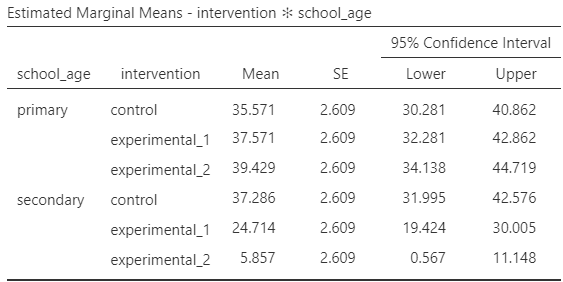 Estimated Marginal Means - intervention ✻ school_age
95% Confidence Interval
school_age intervention Mean SE Lower Upper
primary control 35.571 2.609 30.281 40.862
experimental_1 37.571 2.609 32.281 42.862
experimental_2 39.429 2.609 34.138 44.719
secondary control 37.286 2.609 31.995 42.576
experimental_1 24.714 2.609 19.424 30.005
experimental_2 5.857 2.609 0.567 11.148